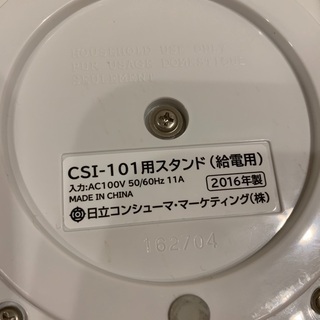 CSI-101用スタンド(給電用)
入力:AC100V 50/60Hz 11A
2016年製
MADE IN CHINA
日立コンシューマ・マーケティング(株)
162704